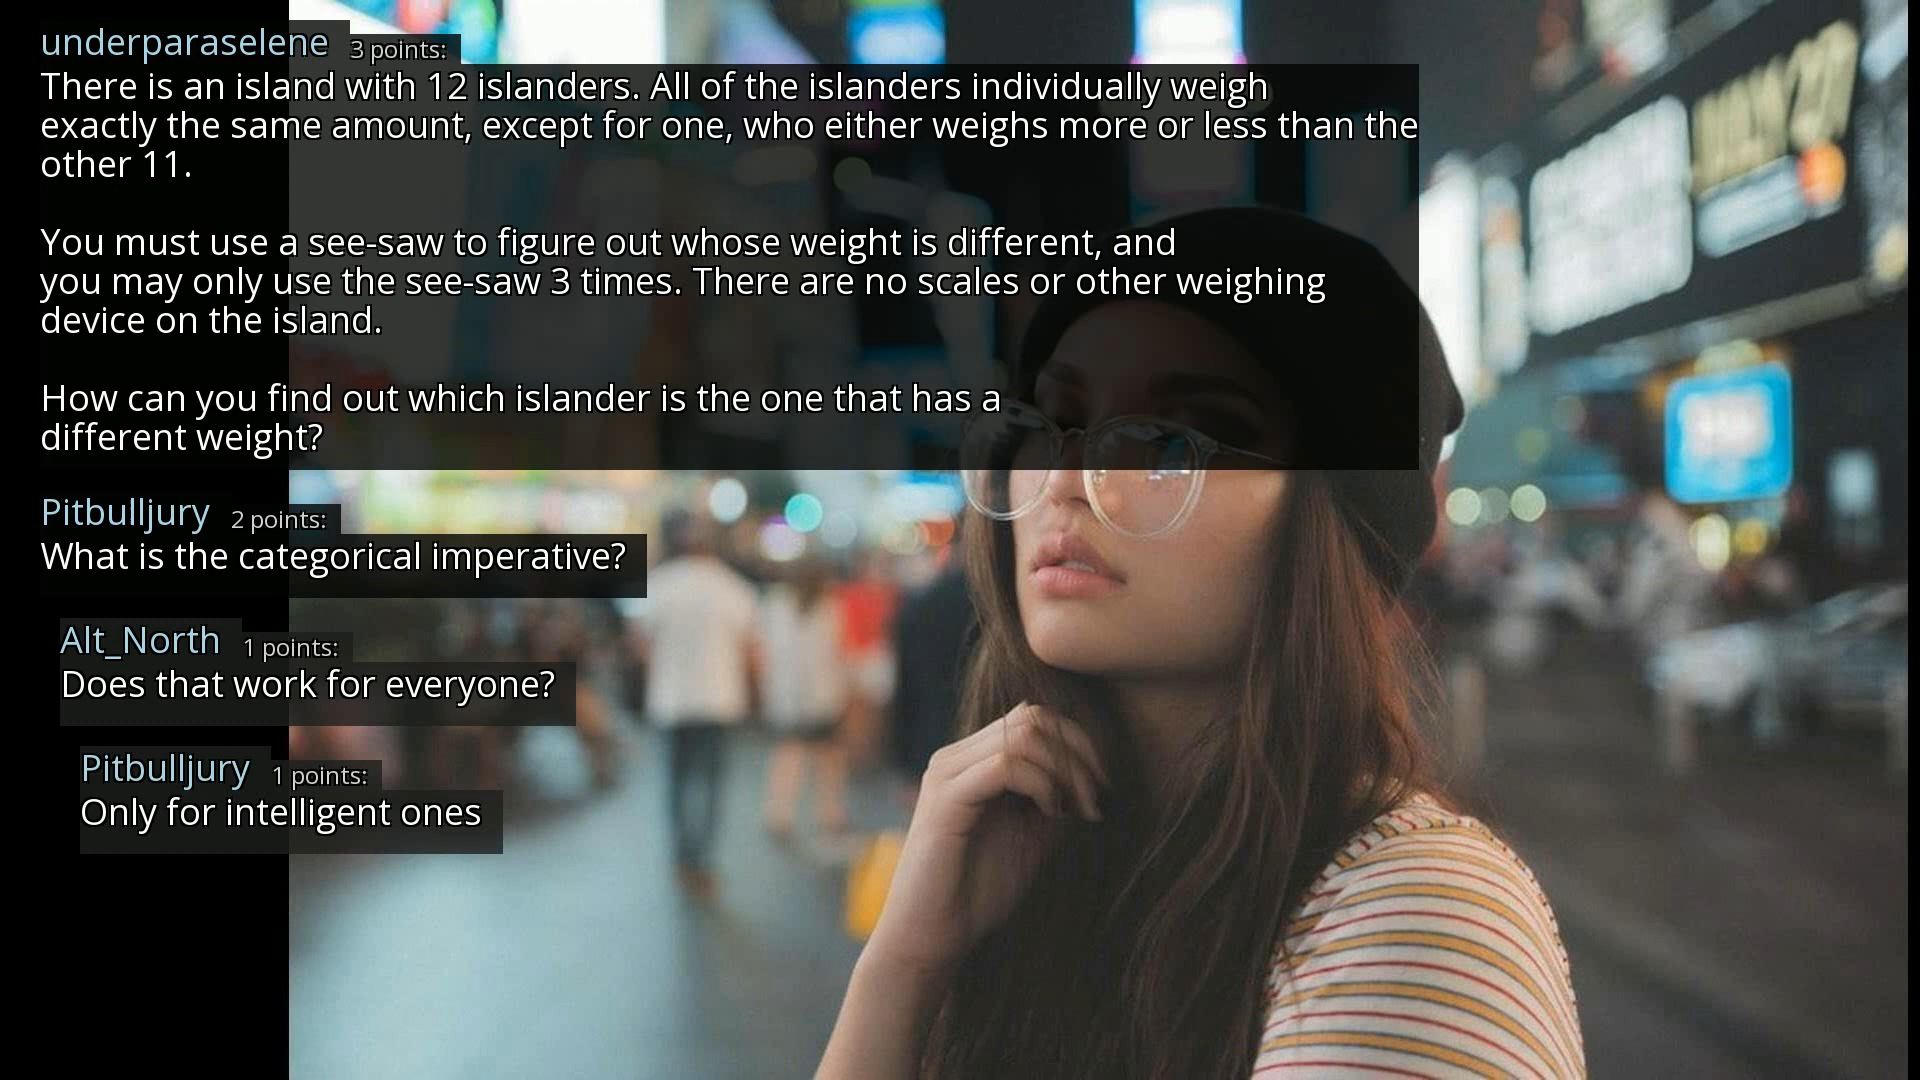 underparaselene 3 points:
There is an island with 12 islanders. All of the islanders individually weigh
exactly the same amount, except for one, who either weighs more or less than the
other 11.
You must use a see-saw to figure out whose weight is different, and
you may only use the see-saw 3 times. There are no scales or other weighing
device on the island.
How can you find out which islander is the one that has a
different weight?
Pitbulljury 2 points:
What is the categorical imperative?
Alt_North 1 points:
Does that work for everyone?
Pitbulljury 1 points:
Only for intelligent ones